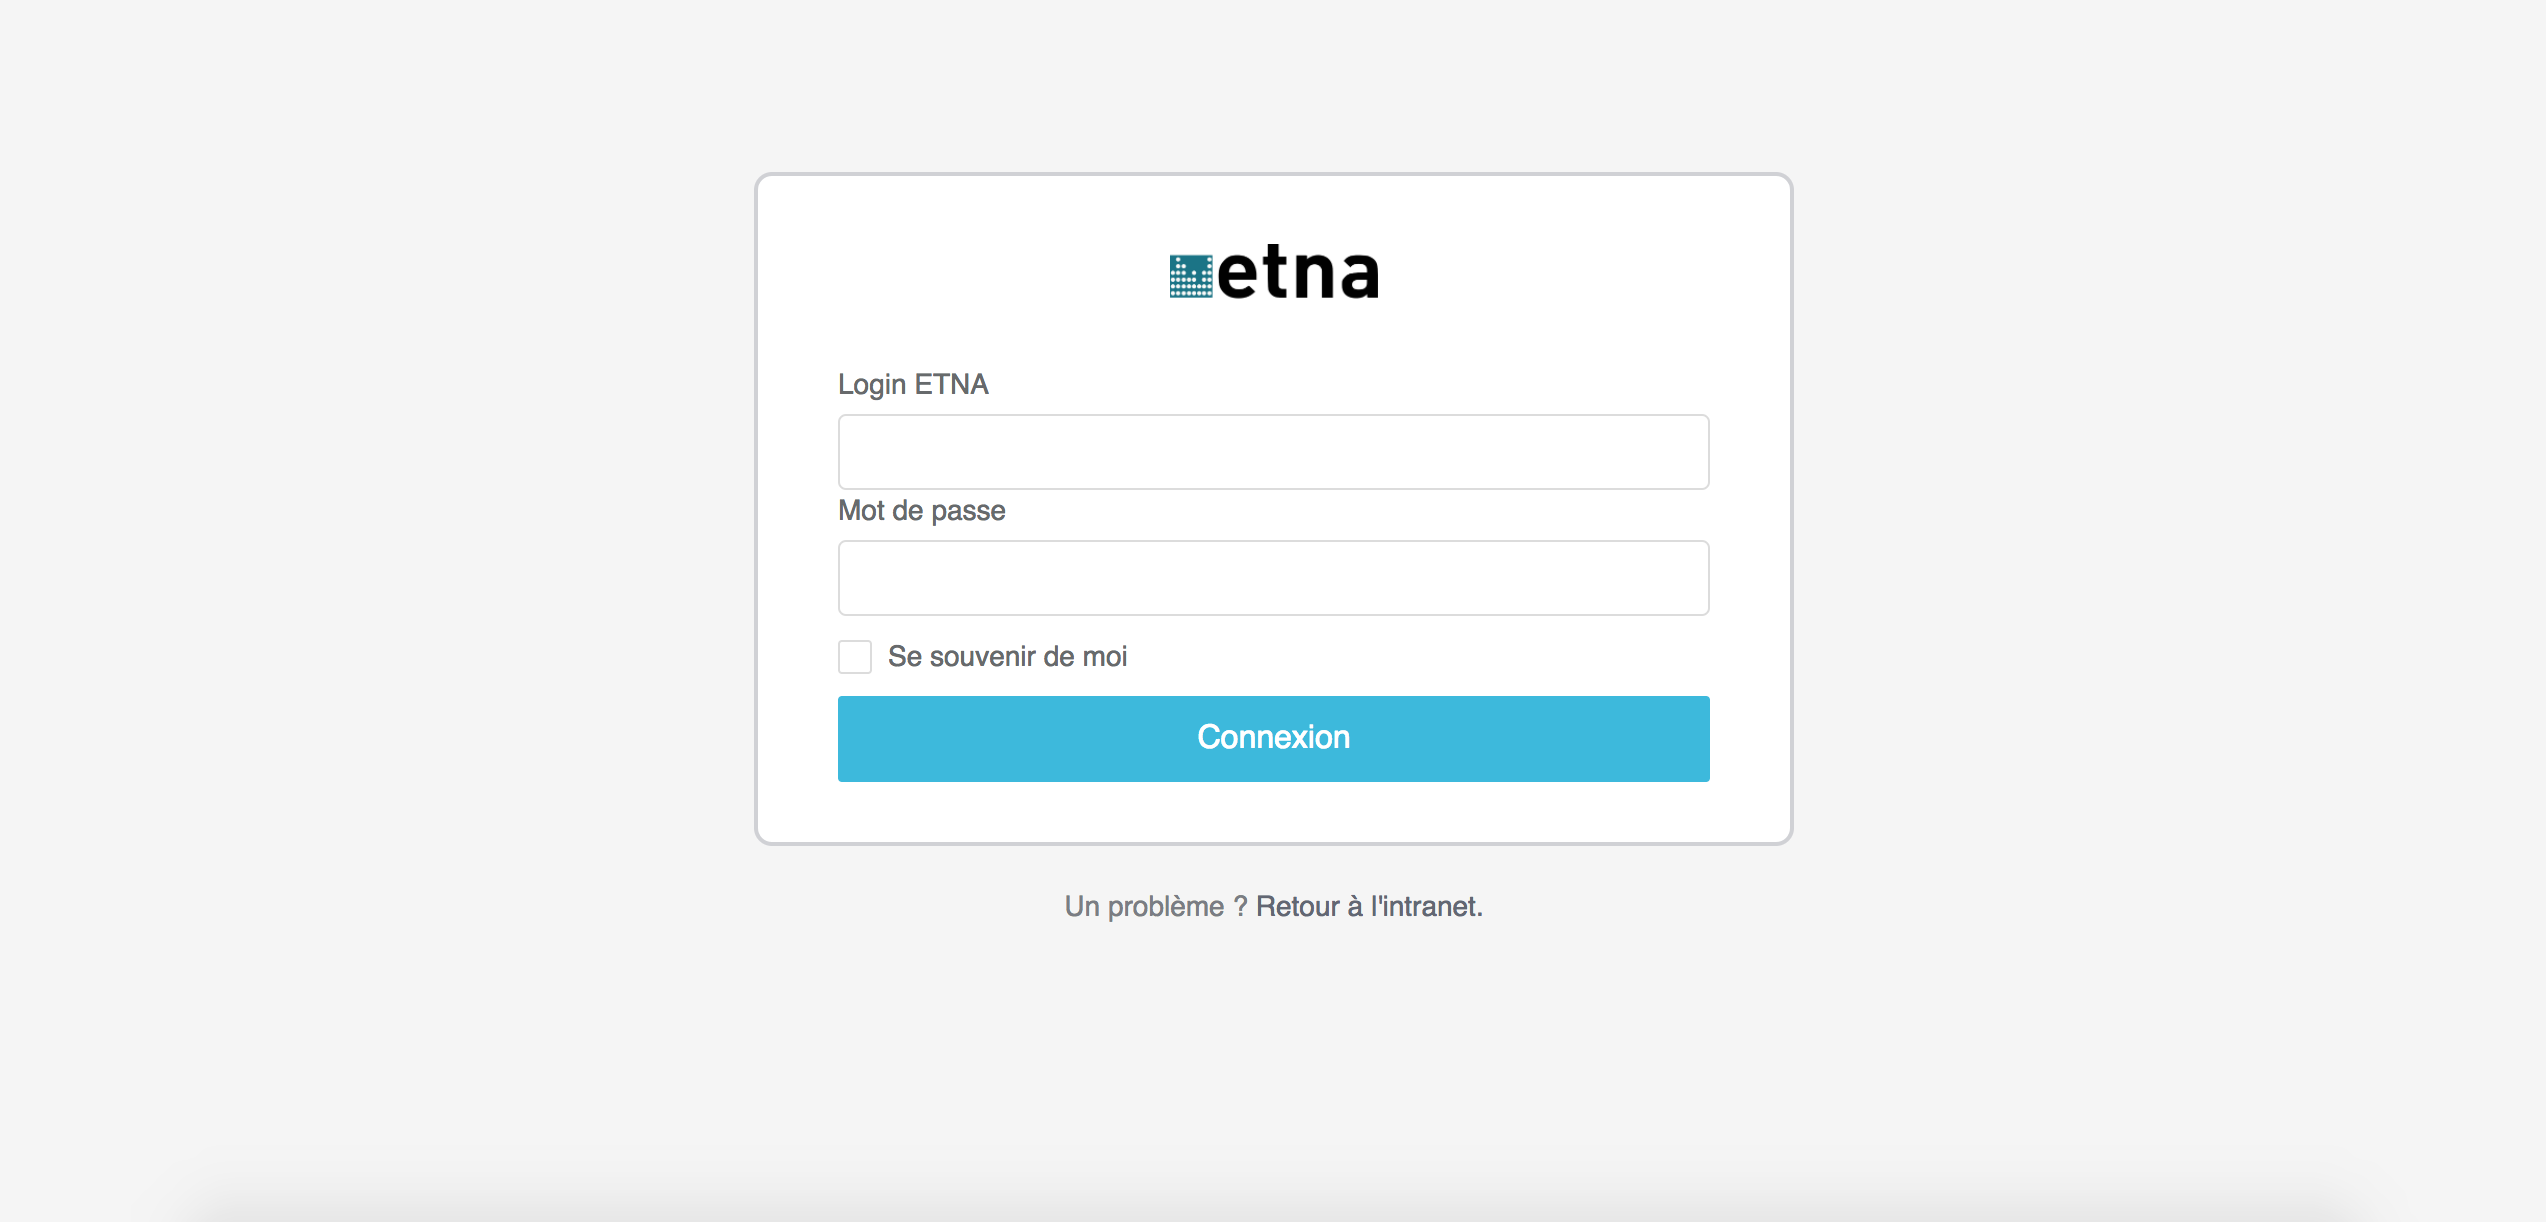 etna
Login ETNA
Mot de passe
Se souvenir de moi
Connexion
Un problème ? Retour à l'intranet.